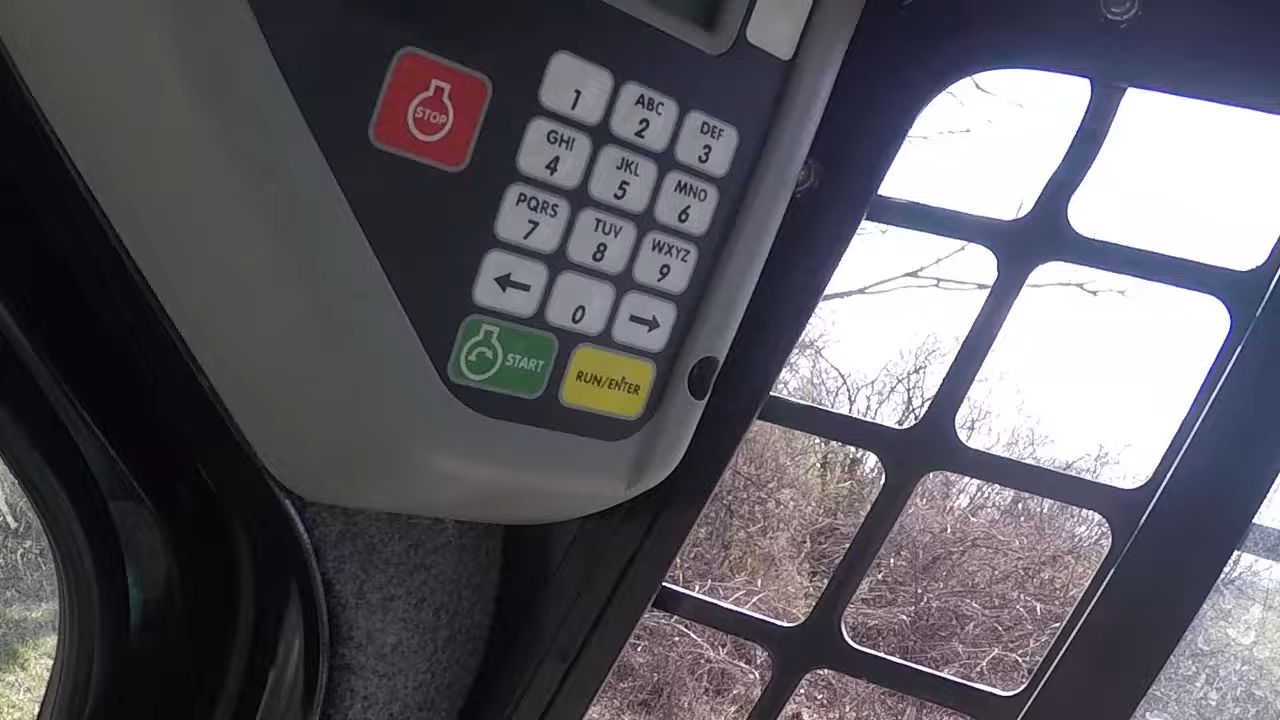 STOP
1
ABC
2
DEF
3
GHI
4
JKL
5
MNO
6
PQRS
7
TUV
8
WXYZ
9
0
START
RUN/ENTER